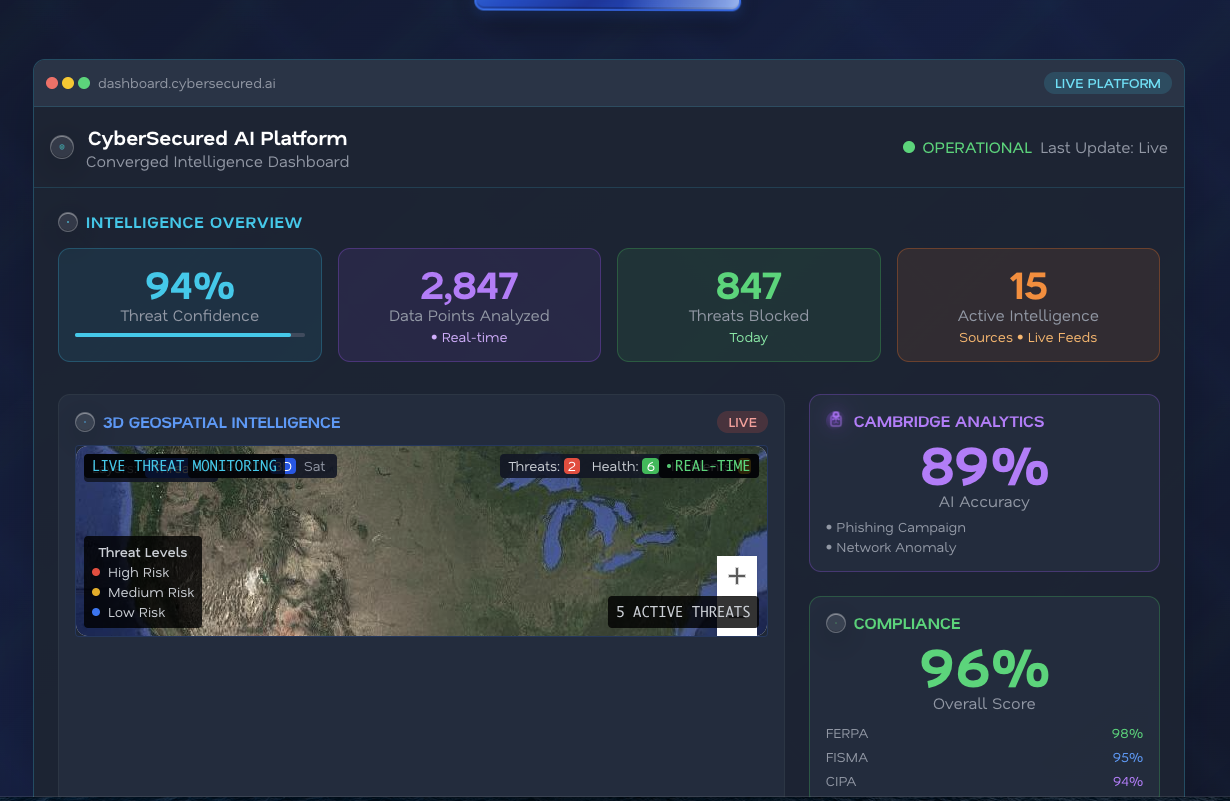 dashboard.cybersecured.ai
LIVE PLATFORM
CyberSecured AI Platform
Converged Intelligence Dashboard
OPERATIONAL Last Update: Live
INTELLIGENCE OVERVIEW
94%
Threat Confidence
2,847
Data Points Analyzed
• Real-time
847
Threats Blocked
Today
15
Active Intelligence
Sources • Live Feeds
3D GEOSPATIAL INTELLIGENCE
LIVE
LIVE THREAT MONITORING
Sat
Threats: 2 Health: 6 •REAL-TIME
Threat Levels
High Risk
Medium Risk
Low Risk
+
5 ACTIVE THREATS
CAMBRIDGE ANALYTICS
89%
AI Accuracy
• Phishing Campaign
• Network Anomaly
COMPLIANCE
96%
Overall Score
FERPA 98%
FISMA 95%
CIPA 94%